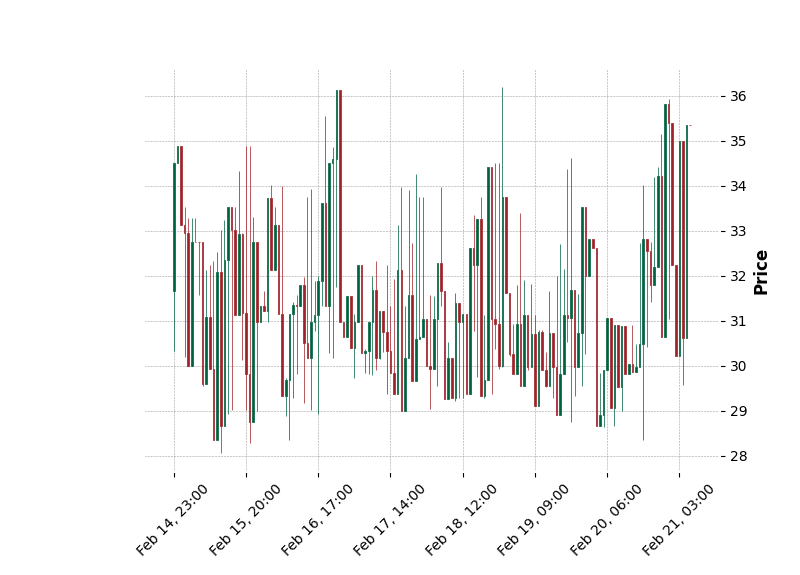 36
35
34
33
32
31
30
29
28
Price
Feb 14, 23:00
Feb 15, 20:00
Feb 16, 17:00
Feb 17, 14:00
Feb 18, 12:00
Feb 19, 09:00
Feb 20, 06:00
Feb 21, 03:00